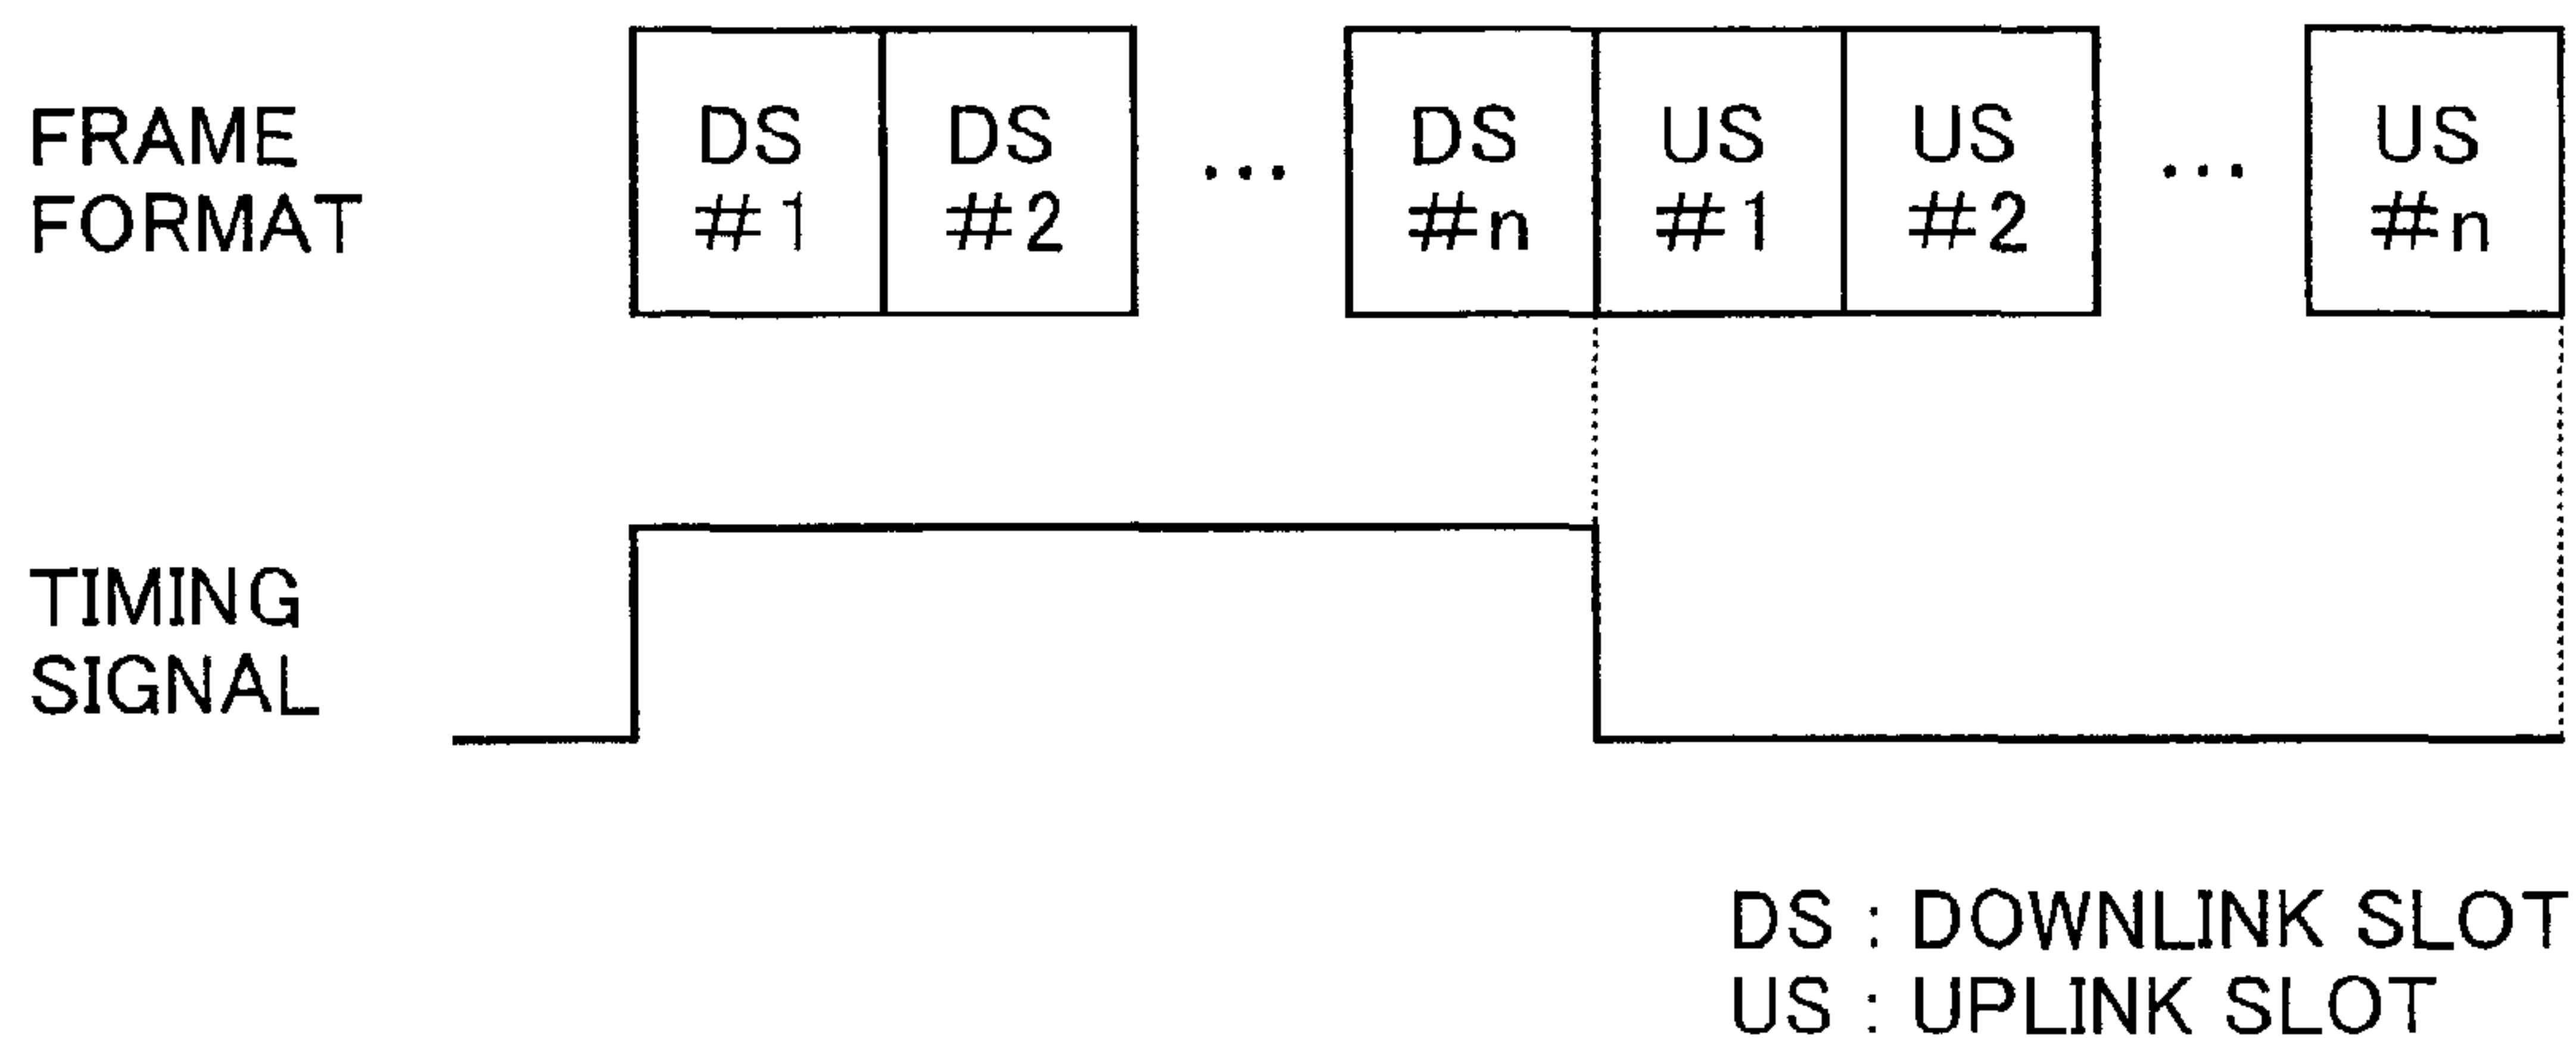 FRAME
FORMAT
DS
#1
DS
#2
...
DS
#n
US
#1
US
#2
...
US
#n
TIMING
SIGNAL
DS : DOWNLINK SLOT
US : UPLINK SLOT